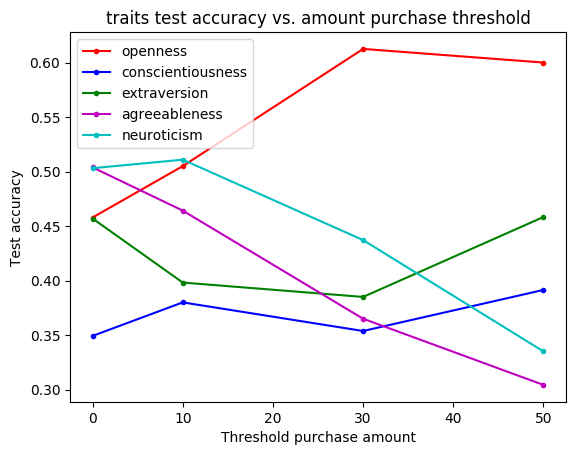 traits test accuracy vs. amount purchase threshold
openness
conscientiousness
extraversion
agreeableness
neuroticism
0.60
0.55
0.50
0.45
0.40
0.35
0.30
Test accuracy
0 10 20 30 40 50
Threshold purchase amount